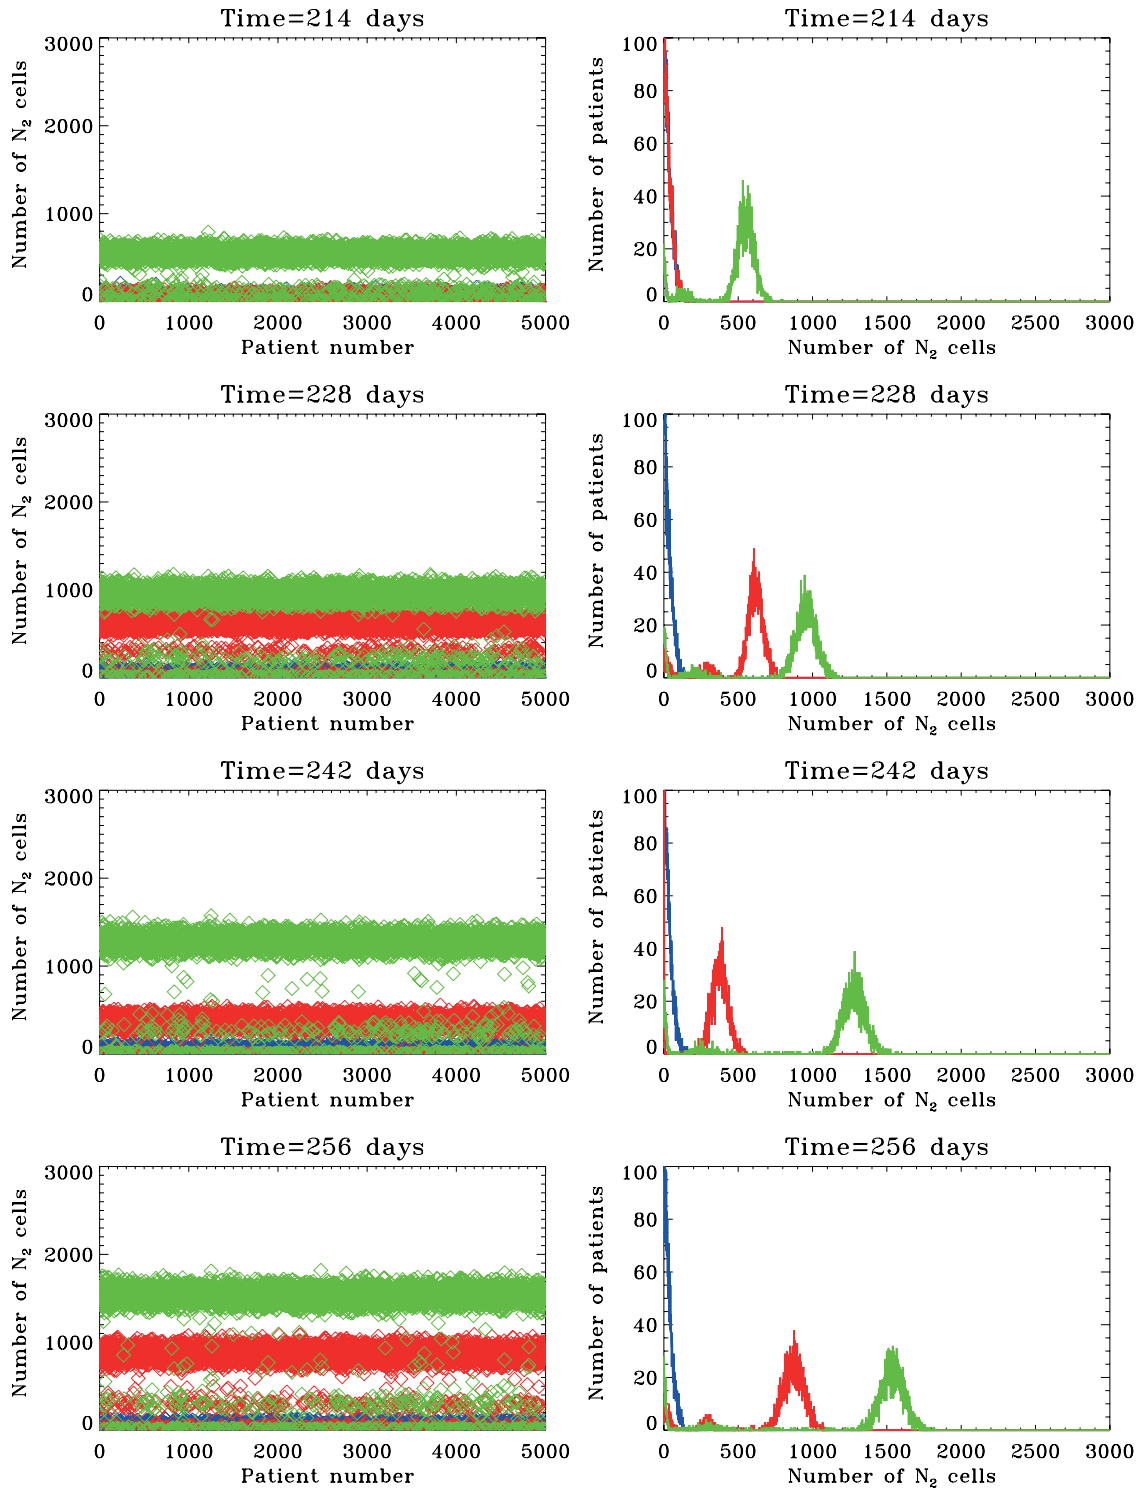 Time=214 days
Number of N₂ cells
3000
2000
1000
0
0 1000 2000 3000 4000 5000
Patient number
Time=214 days
Number of patients
100
80
60
40
20
0
0 500 1000 1500 2000 2500 3000
Number of N₂ cells
Time=228 days
Number of N₂ cells
3000
2000
1000
0
0 1000 2000 3000 4000 5000
Patient number
Time=228 days
Number of patients
100
80
60
40
20
0
0 500 1000 1500 2000 2500 3000
Number of N₂ cells
Time=242 days
Number of N₂ cells
3000
2000
1000
0
0 1000 2000 3000 4000 5000
Patient number
Time=242 days
Number of patients
100
80
60
40
20
0
0 500 1000 1500 2000 2500 3000
Number of N₂ cells
Time=256 days
Number of N₂ cells
3000
2000
1000
0
0 1000 2000 3000 4000 5000
Patient number
Time=256 days
Number of patients
100
80
60
40
20
0
0 500 1000 1500 2000 2500 3000
Number of N₂ cells